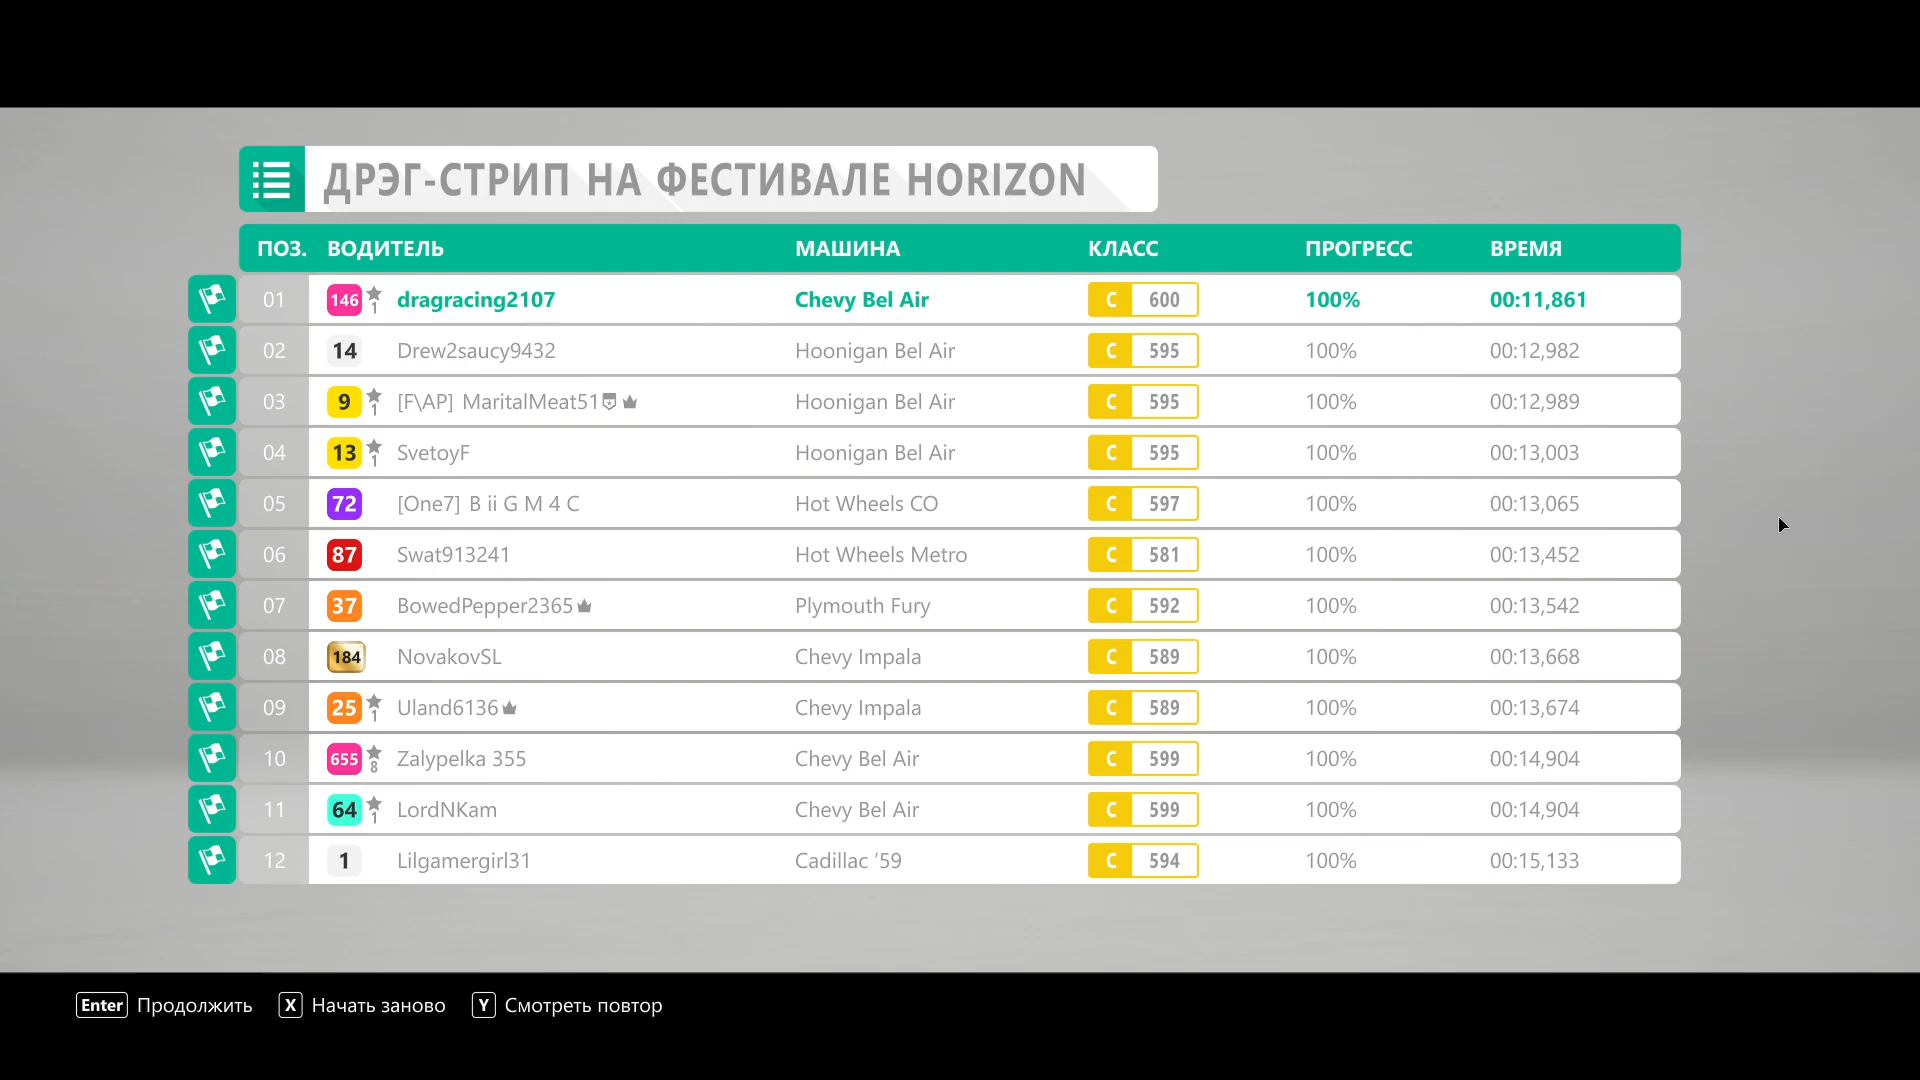 ДРЭГ-СТРИП НА ФЕСТИВАЛЕ HORIZON
ПОЗ. ВОДИТЕЛЬ МАШИНА КЛАСС ПРОГРЕСС ВРЕМЯ
01 146 1 dragracing2107 Chevy Bel Air C 600 100% 00:11,861
02 14 Drew2saucy9432 Hoonigan Bel Air C 595 100% 00:12,982
03 9 1 [F\AP] MaritalMeat51 Hoonigan Bel Air C 595 100% 00:12,989
04 13 1 SvetoyF Hoonigan Bel Air C 595 100% 00:13,003
05 72 [One7] B ii G M 4 C Hot Wheels CO C 597 100% 00:13,065
06 87 Swat913241 Hot Wheels Metro C 581 100% 00:13,452
07 37 BowedPepper2365 Plymouth Fury C 592 100% 00:13,542
08 184 NovakovSL Chevy Impala C 589 100% 00:13,668
09 25 1 Uland6136 Chevy Impala C 589 100% 00:13,674
10 655 8 Zalypelka 355 Chevy Bel Air C 599 100% 00:14,904
11 64 1 LordNKam Chevy Bel Air C 599 100% 00:14,904
12 1 Lilgamergirl31 Cadillac ’59 C 594 100% 00:15,133
Enter Продолжить X Начать заново Y Смотреть повтор